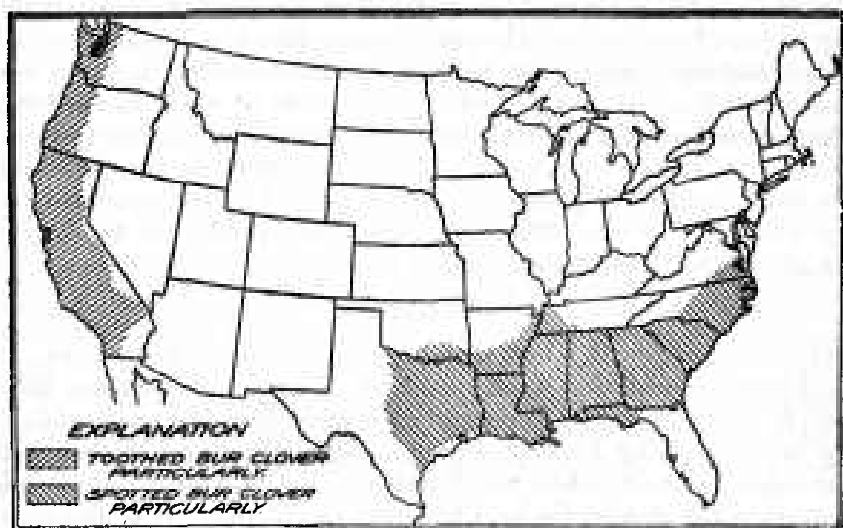 EXPLANATION
TOOTHED BUR CLOVER
PARTICULARLY.
SPOTTED BUR CLOVER
PARTICULARLY.